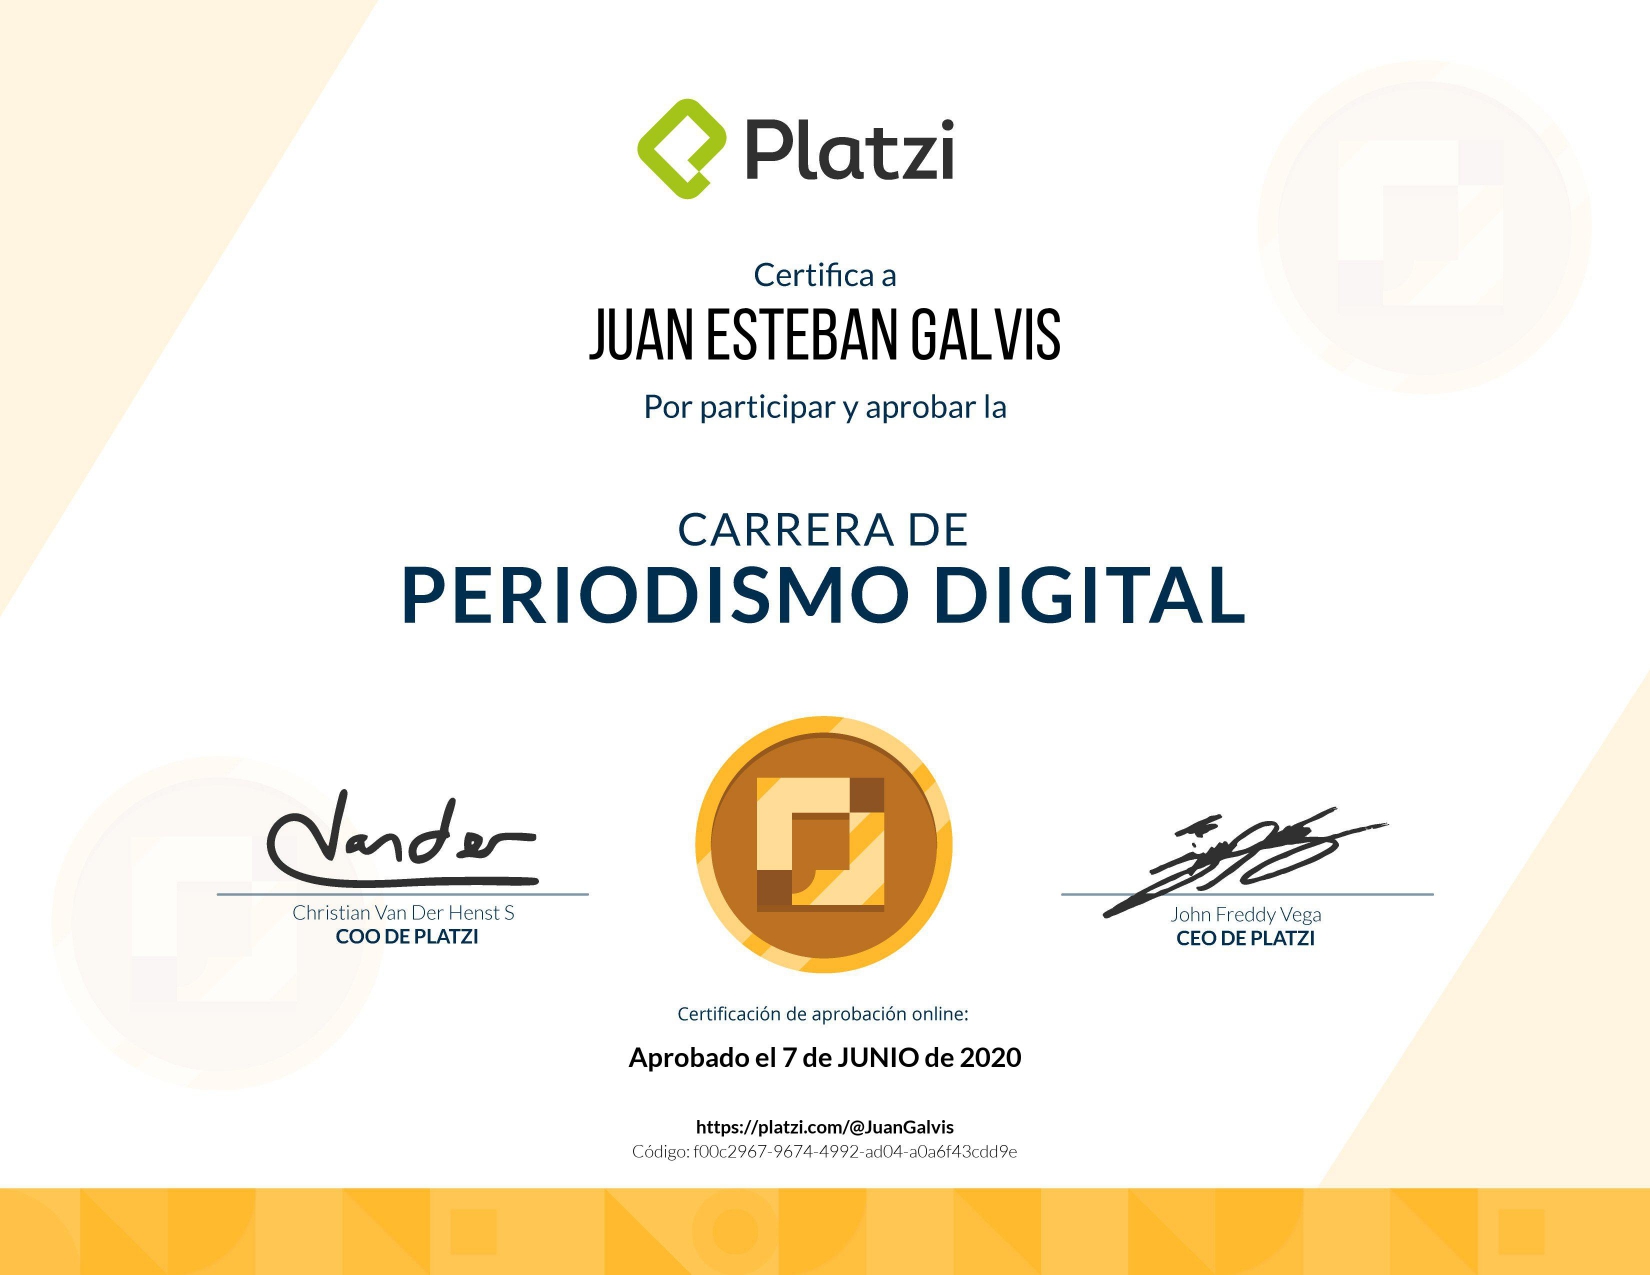 Platzi
Certifica a
JUAN ESTEBAN GALVIS
Por participar y aprobar la
CARRERA DE
PERIODISMO DIGITAL
Vander
Christian Van Der Henst S
COO DE PLATZI
John Freddy Vega
CEO DE PLATZI
Certificación de aprobación online:
Aprobado el 7 de JUNIO de 2020
https://platzi.com/@JuanGalvis
Código: f00c2967-9674-4992-ad04-a0a6f43cdd9e